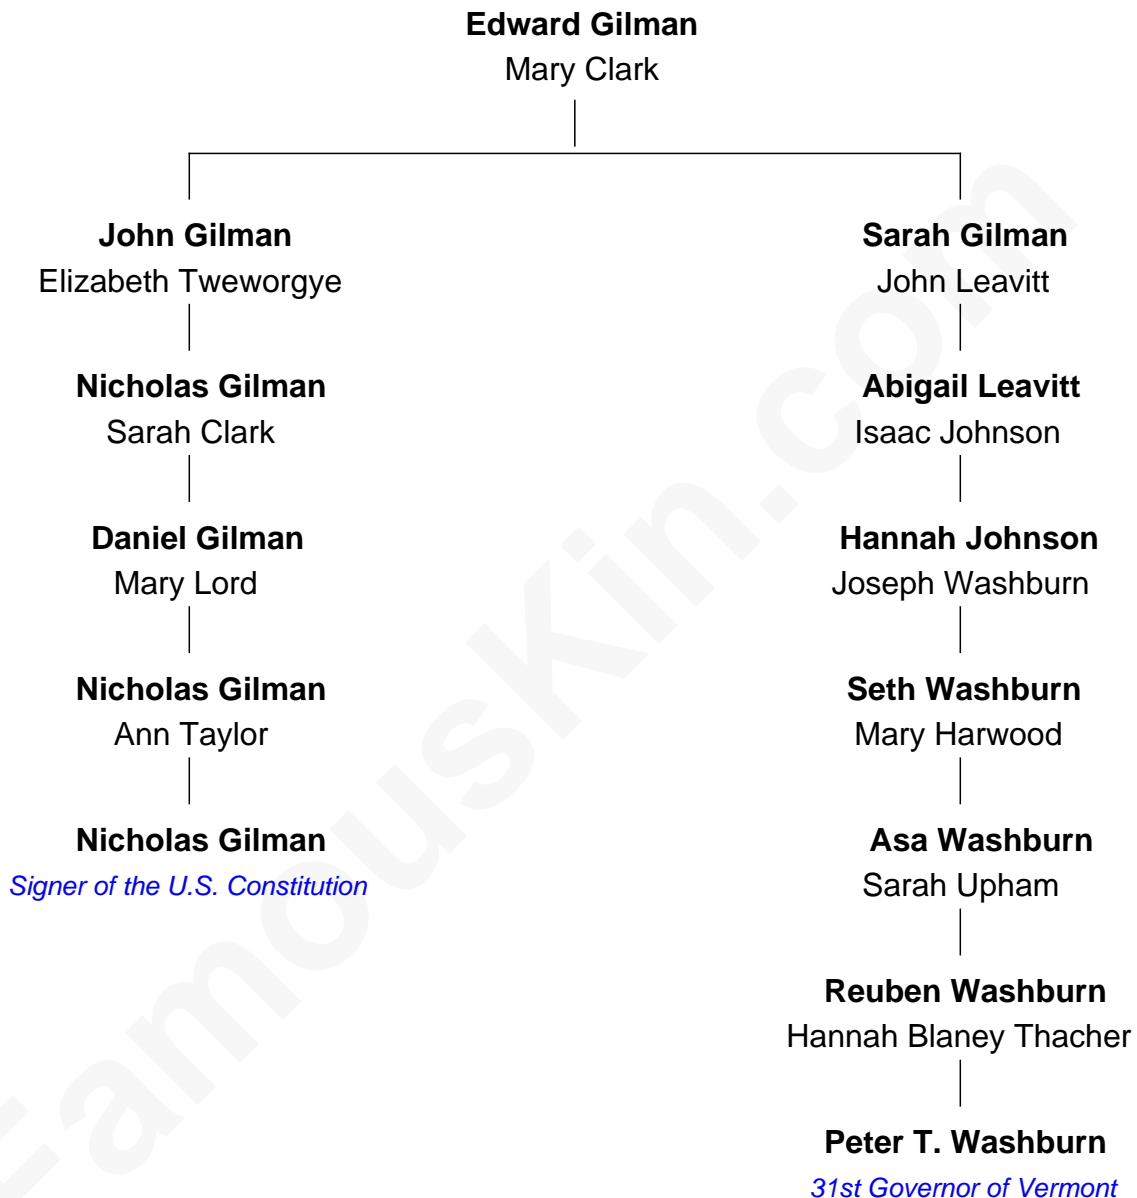 Edward Gilman
Mary Clark
John Gilman
Elizabeth Tweworgye
Nicholas Gilman
Sarah Clark
Daniel Gilman
Mary Lord
Nicholas Gilman
Ann Taylor
Nicholas Gilman
Signer of the U.S. Constitution
Sarah Gilman
John Leavitt
Abigail Leavitt
Isaac Johnson
Hannah Johnson
Joseph Washburn
Seth Washburn
Mary Harwood
Asa Washburn
Sarah Upham
Reuben Washburn
Hannah Blaney Thacher
Peter T. Washburn
31st Governor of Vermont
FamousKin.com